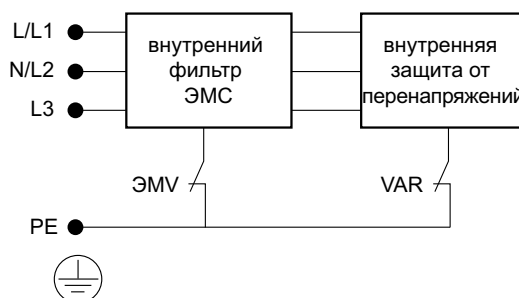 L/L1
N/L2
L3
внутренний
фильтр
ЭМС
внутренняя
защита от
перенапряжений
ЭМV
VAR
PE